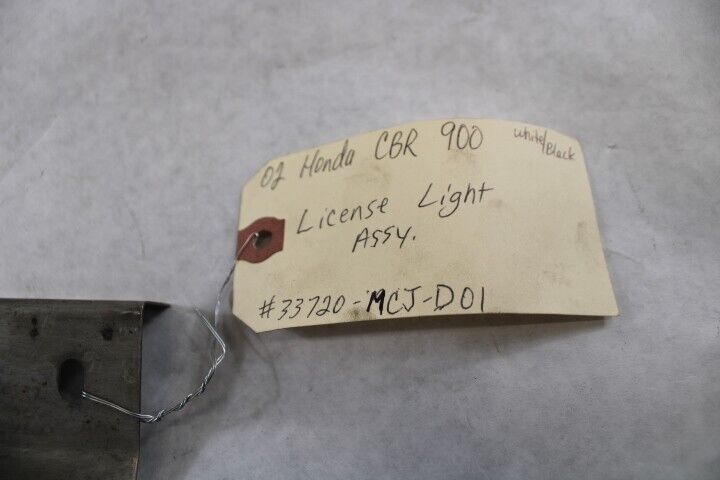 02 Honda CBR 900
White/Black
License Light
Assy.
#33720-MCJ-D01